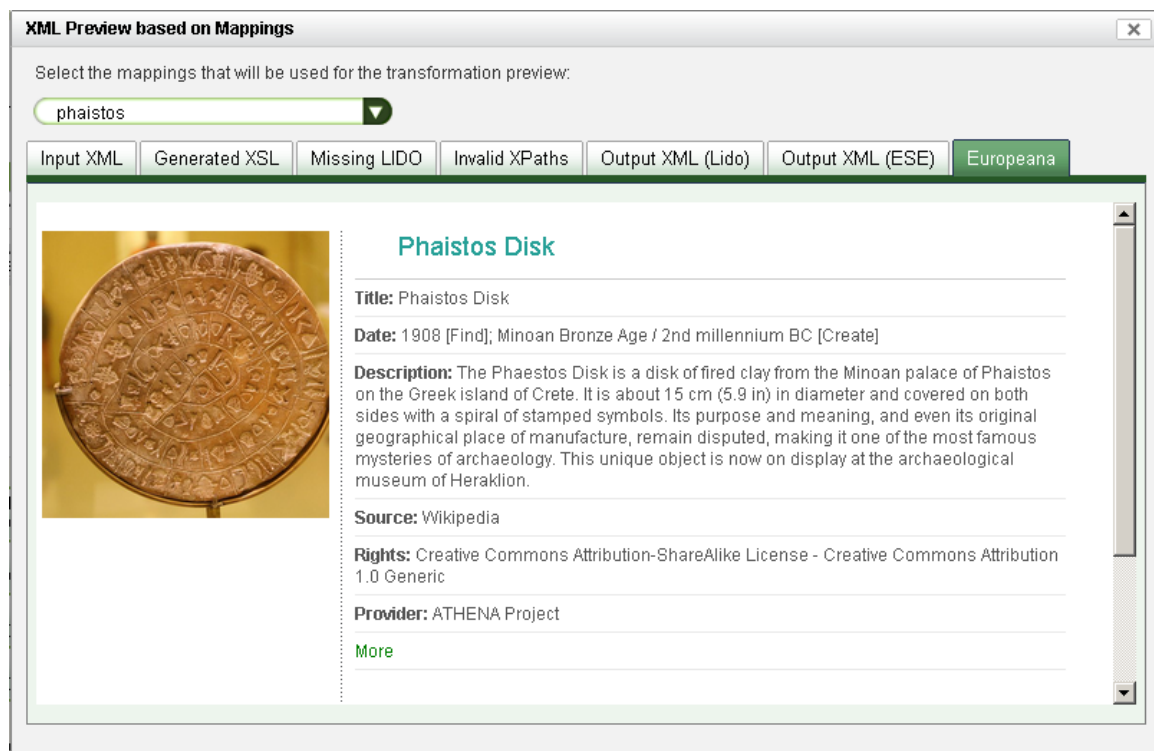 XML Preview based on Mappings
Select the mappings that will be used for the transformation preview:
phaistos
Input XML Generated XSL Missing LIDO Invalid XPaths Output XML (Lido) Output XML (ESE) Europeana
Phaistos Disk
Title: Phaistos Disk
Date: 1908 [Find]; Minoan Bronze Age / 2nd millennium BC [Create]
Description: The Phaestos Disk is a disk of fired clay from the Minoan palace of Phaistos
on the Greek island of Crete. It is about 15 cm (5.9 in) in diameter and covered on both
sides with a spiral of stamped symbols. Its purpose and meaning, and even its original
geographical place of manufacture, remain disputed, making it one of the most famous
mysteries of archaeology. This unique object is now on display at the archaeological
museum of Heraklion.
Source: Wikipedia
Rights: Creative Commons Attribution-ShareAlike License - Creative Commons Attribution
1.0 Generic
Provider: ATHENA Project
More